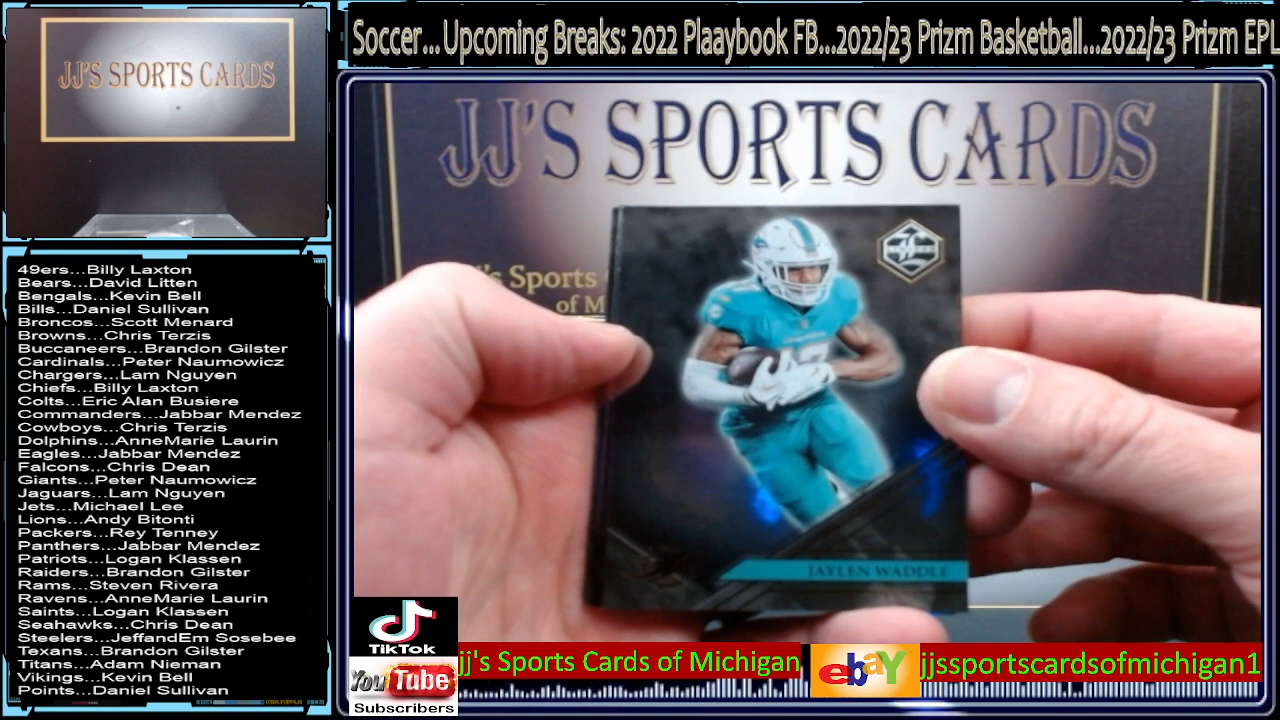 JJ'S SPORTS CARDS
Soccer...Upcoming Breaks: 2022 Plaaybook FB...2022/23 Prizm Basketball...2022/23 Prizm EPL
JJ'S SPORTS CARDS
's Sports
of M
LIMITED
JAYLEN WADDLE
49ers...Billy Laxton
Bears...David Litten
Bengals...Kevin Bell
Bills...Daniel Sullivan
Broncos...Scott Menard
Browns...Chris Terzis
Buccaneers...Brandon Gilster
Cardinals...Peter Naumowicz
Chargers...Lam Nguyen
Chiefs...Billy Laxton
Colts...Eric Alan Busiere
Commanders...Jabbar Mendez
Cowboys...Chris Terzis
Dolphins...AnneMarie Laurin
Eagles...Jabbar Mendez
Falcons...Chris Dean
Giants...Peter Naumowicz
Jaguars...Lam Nguyen
Jets...Michael Lee
Lions...Andy Bitonti
Packers...Rey Tenney
Panthers...Jabbar Mendez
Patriots...Logan Klassen
Raiders...Brandon Gilster
Rams...Steven Rivera
Ravens...AnneMarie Laurin
Saints...Logan Klassen
Seahawks...Chris Dean
Steelers...JeffandEm Sosebee
Texans...Brandon Gilster
Titans...Adam Nieman
Vikings...Kevin Bell
Points...Daniel Sullivan
TikTok
YouTube
Subscribers
jj's Sports Cards of Michigan
ebay
jjssportscardsofmichigan1